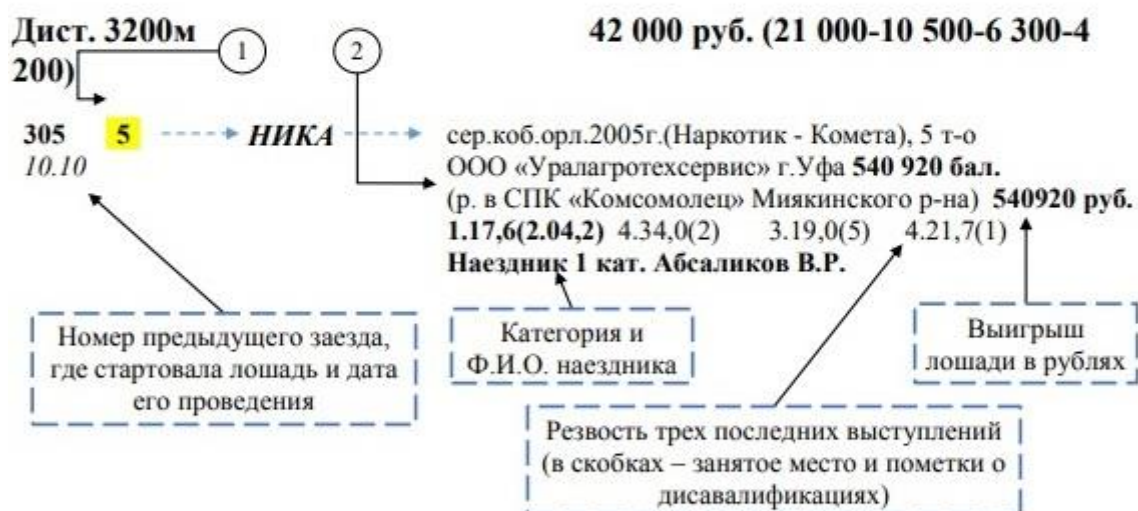 Дист. 3200м
200)
1
2
42 000 руб. (21 000-10 500-6 300-4
305 5 НИКА сер.коб.орл.2005г.(Наркотик - Комета), 5 т-о
10.10
ООО «Уралагротехсервис» г.Уфа 540 920 бал.
(р. в СПК «Комсомолец» Миякинского р-на) 540920 руб.
1.17,6(2.04,2) 4.34,0(2) 3.19,0(5) 4.21,7(1)
Наездник 1 кат. Абсаликов В.Р.
Номер предыдущего заезда,
где стартовала лошадь и дата
его проведения
Категория и
Ф.И.О. наездника
Выигрыш
лошади в рублях
Резвость трех последних выступлений
(в скобках – занятое место и пометки о
дисавалификациях)